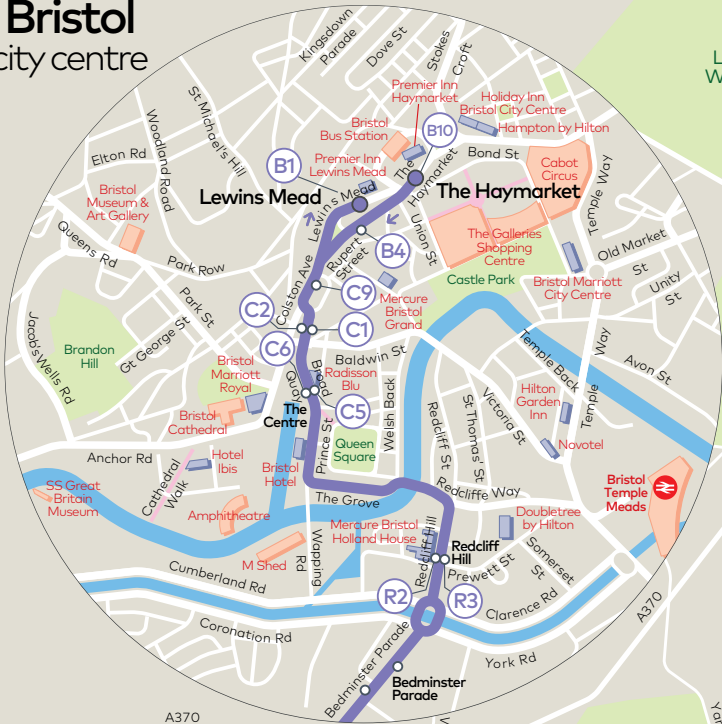 Bristol
city centre
Kingsdown
Parade
Dove St
Stokes
Croft
L
W
St Michael's Hill
Woodland Road
Elton Rd
Premier Inn
Haymarket
Holiday Inn
Bristol City Centre
Hampton by Hilton
Bristol
Bus Station
B10
B1
Premier Inn
Lewins Mead
Bond St
Cabot
Circus
Temple Way
Lewins Mead
Lewins Mead
The
Haymarket
The Haymarket
Bristol
Museum &
Art Gallery
Queens Rd
Park Row
Union St
The Galleries
Shopping
Centre
Old Market
St
Unity
St
Rupert
Street
B4
Castle Park
Bristol Marriott
City Centre
Colston Ave
C9
Mercure
Bristol
Grand
Park St
C2
C1
Jacob's Wells Rd
Brandon
Hill
Gt George St
C6
Baldwin St
Temple Back
Way
Avon St
Bristol
Marriott
Royal
Broad
Quay
Radisson
Blu
Welsh Back
Redcliff St
St Thomas' St
Victoria St
Hilton
Garden
Inn
Temple
Bristol
Cathedral
The
Centre
C5
Prince St
Queen
Square
Novotel
Anchor Rd
Cathedral
Walk
Hotel
Ibis
Bristol
Hotel
SS Great
Britain
Museum
Amphitheatre
The Grove
Redcliffe Way
Bristol
Temple
Meads
Mercure Bristol
Holland House
Doubletree
by Hilton
M Shed
Wapping
Rd
Redcliff Hill
Redcliff
Hill
Prewett St
Somerset
St
Cumberland Rd
R2
R3
Clarence Rd
A370
Coronation Rd
York Rd
Bedminster Parade
Bedminster
Parade
A370